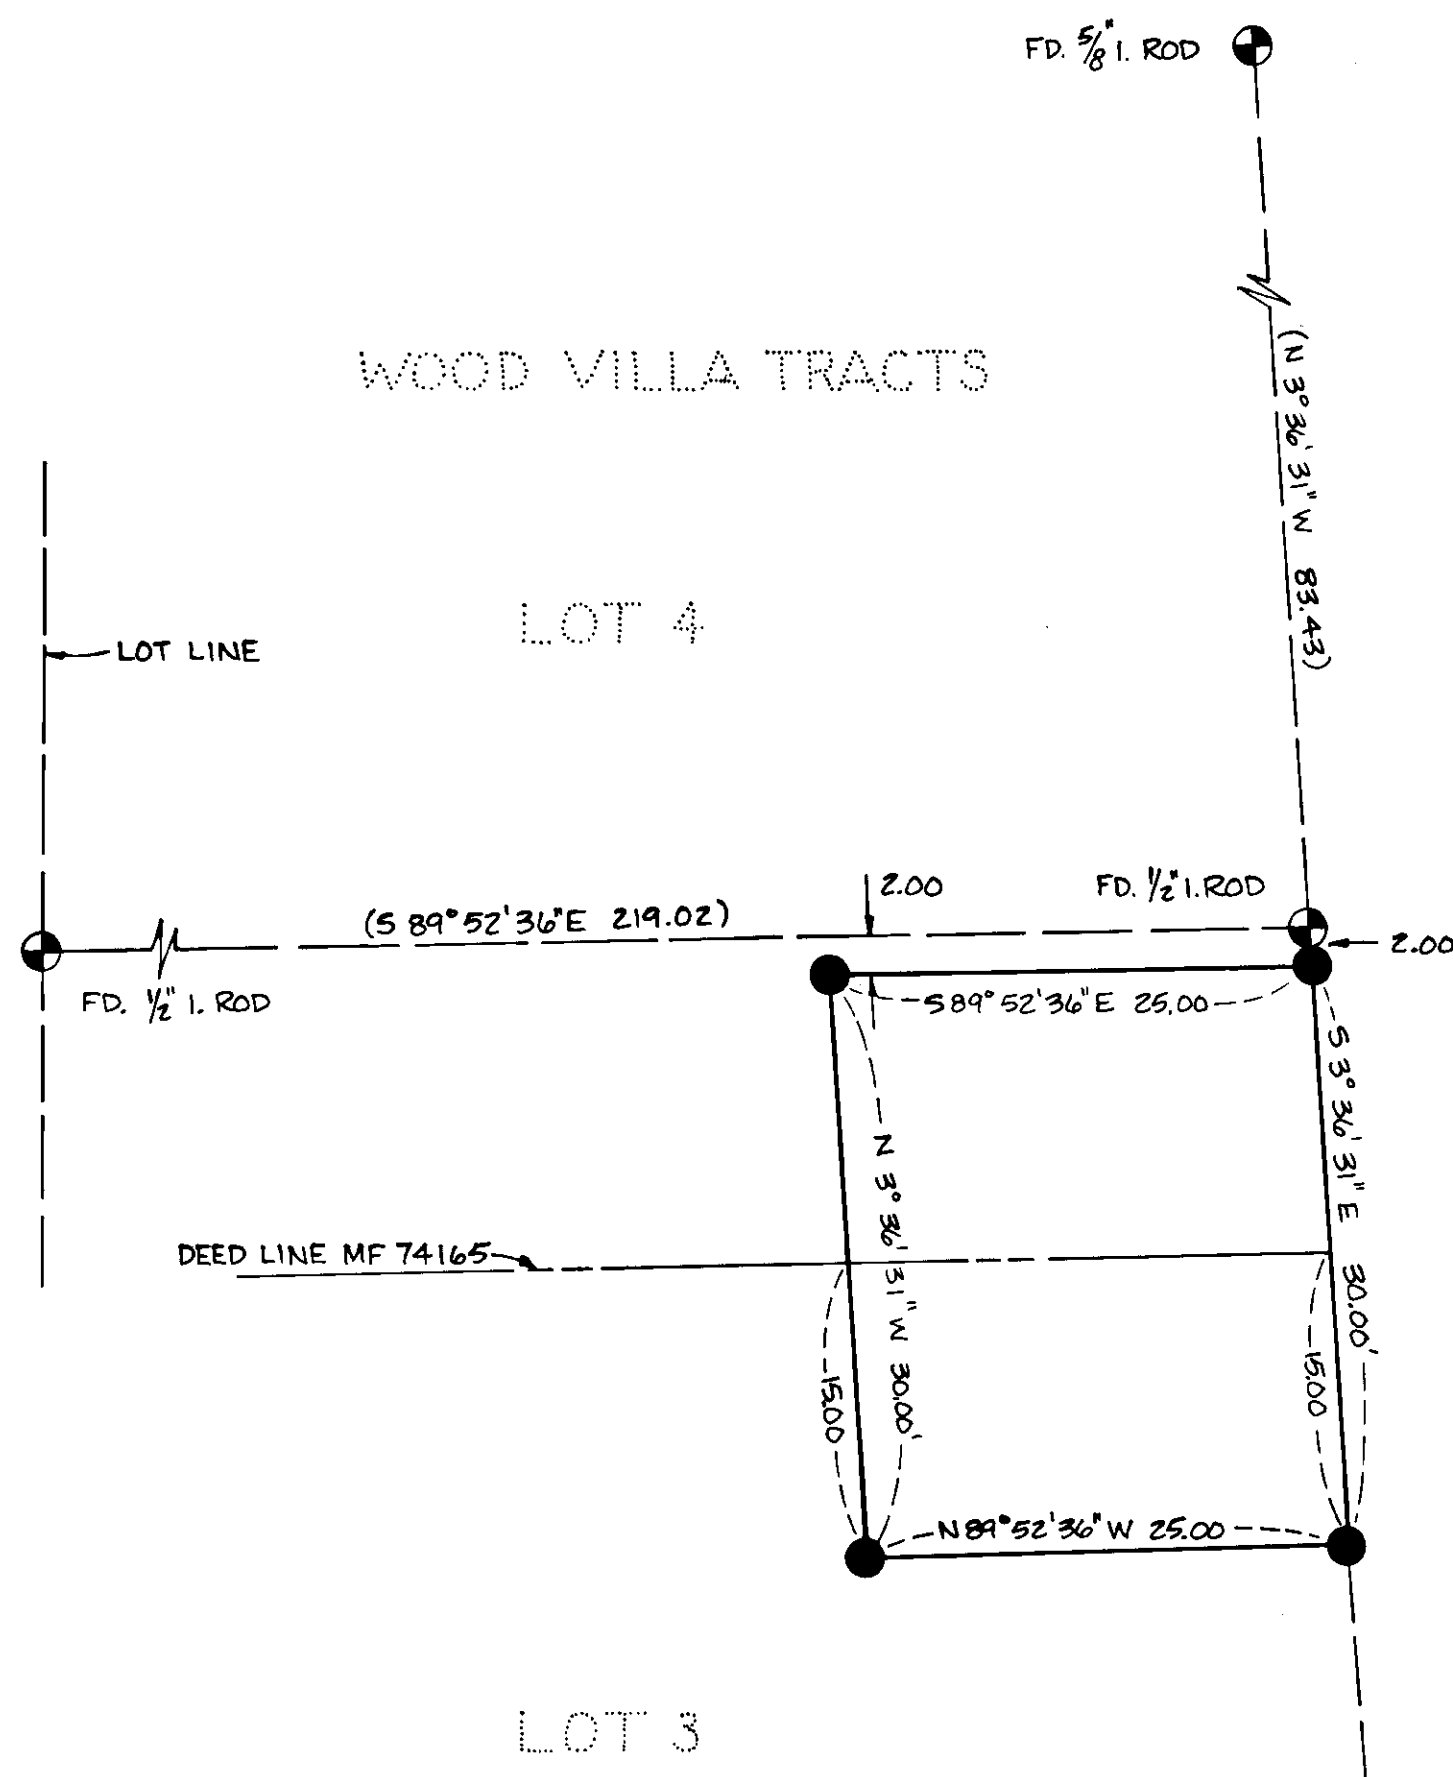 FD. 5/8" I. ROD
(N 3° 36' 31" W 83.43)
WOOD VILLA TRACTS
LOT 4
LOT LINE
2.00
FD. 1/2" I. ROD
(S 89° 52' 36" E 219.02)
2.00
FD. 1/2" I. ROD
S 89° 52' 36" E 25.00
S 3° 36' 31" E 30.00'
N 3° 36' 31" W 30.00'
DEED LINE MF 74165
15.00
15.00
N 89° 52' 36" W 25.00
LOT 3